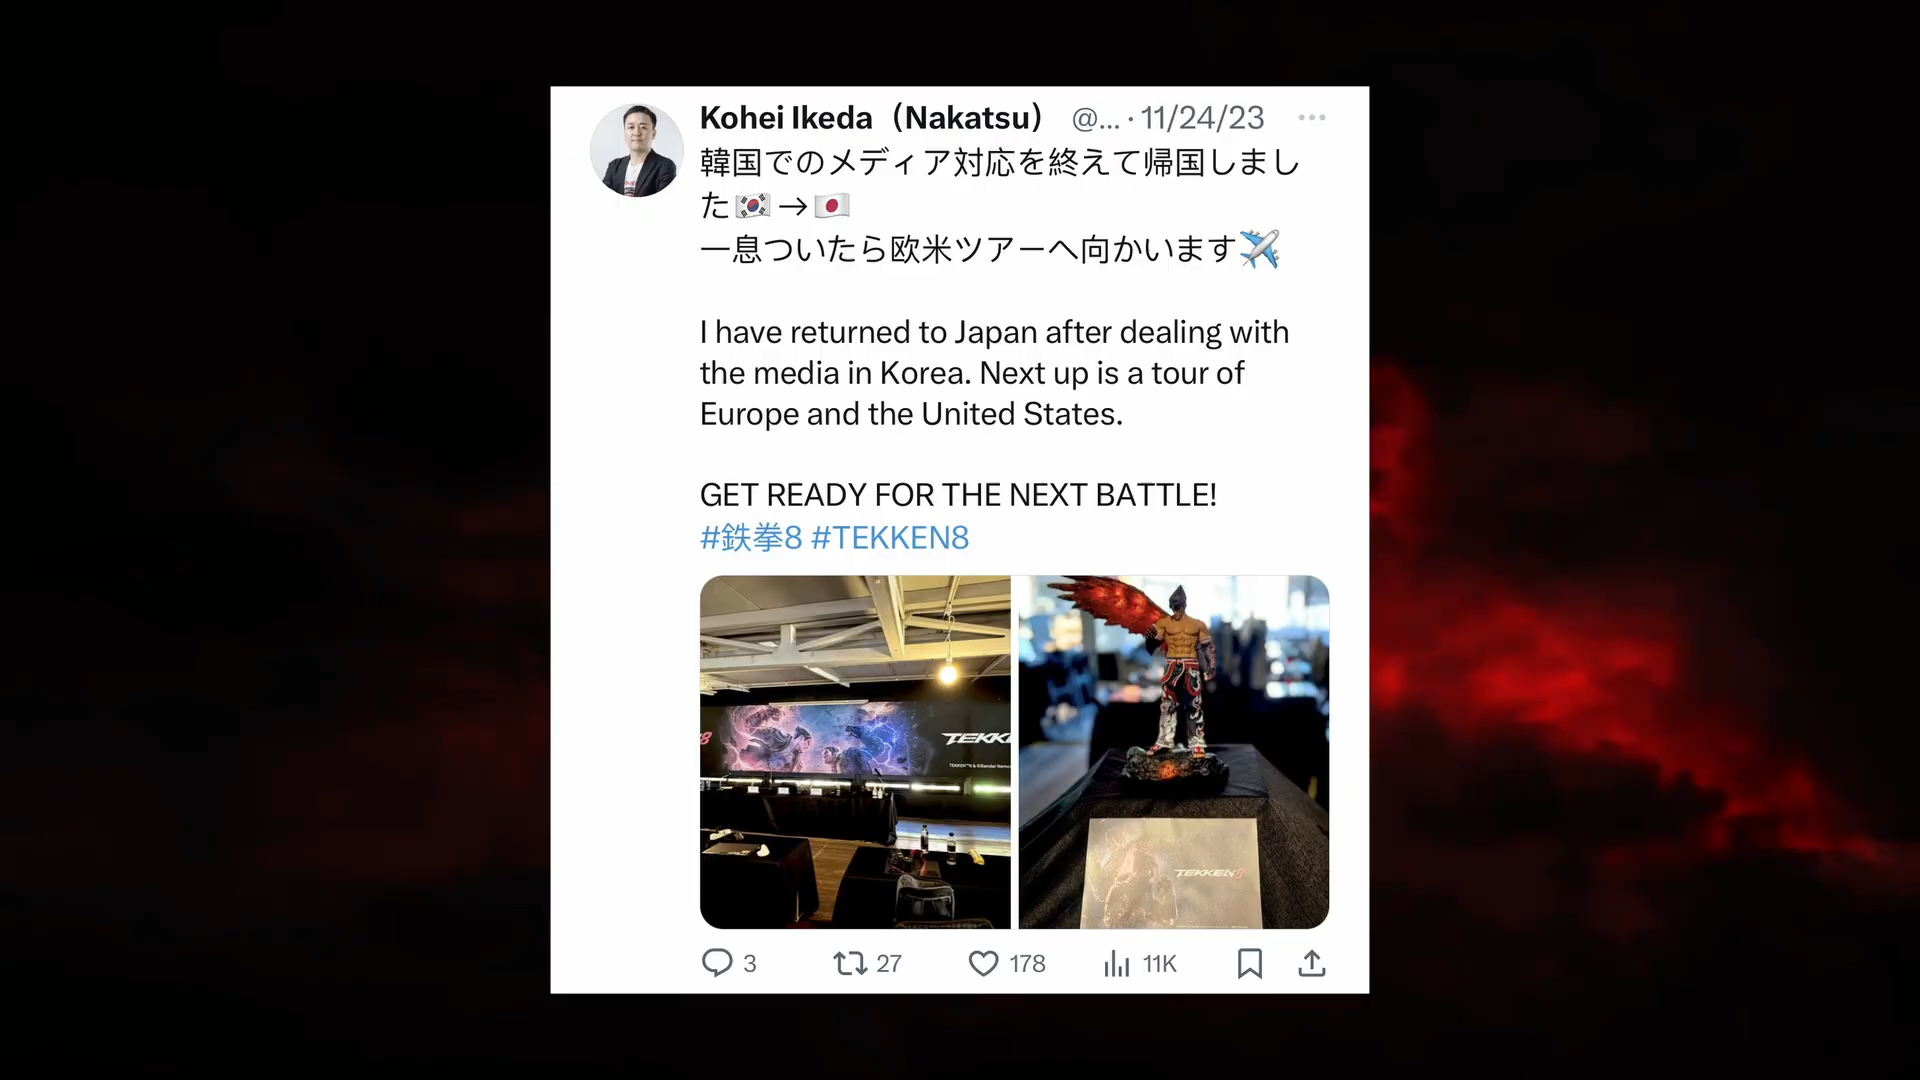 Kohei Ikeda（Nakatsu） @... · 11/24/23
韓国でのメディア対応を終えて帰国しまし
た🇰🇷→🇯🇵
一息ついたら欧米ツアーへ向かいます✈️
I have returned to Japan after dealing with
the media in Korea. Next up is a tour of
Europe and the United States.
GET READY FOR THE NEXT BATTLE!
#鉄拳8 #TEKKEN8
8
TEKKE
TEKKEN 8
3 27 178 11K